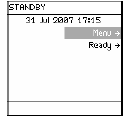 STANDBY
31 Jul 2007 17:15
Menu →
Ready →